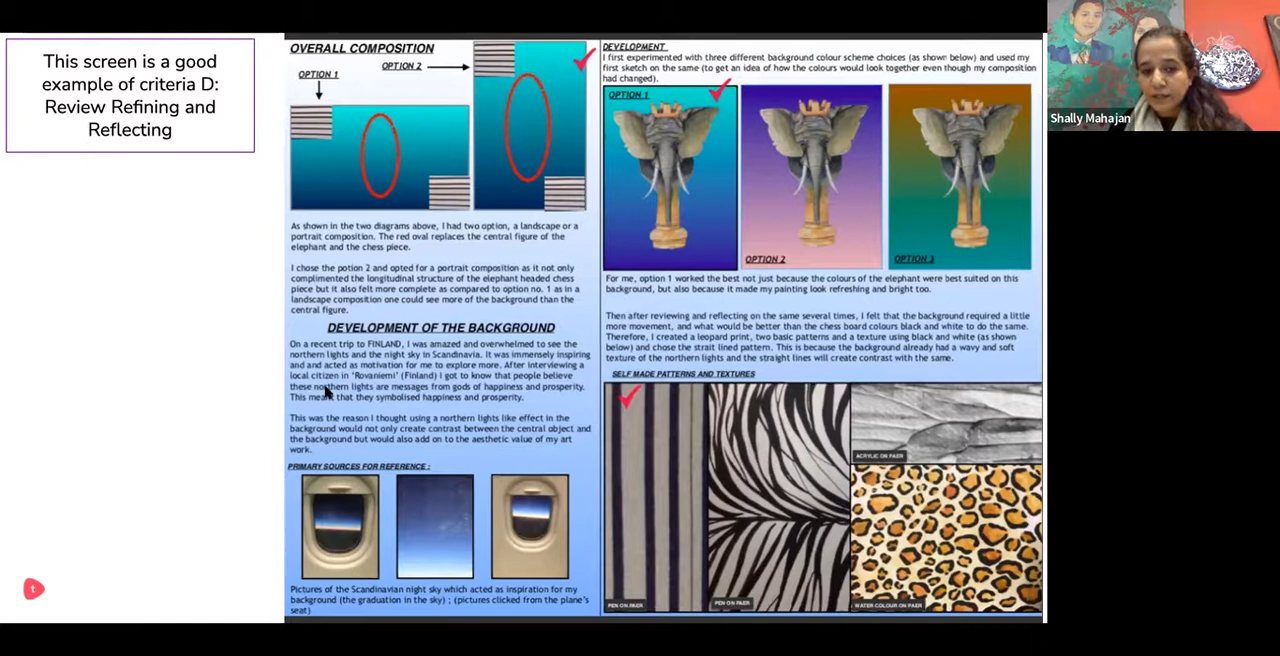 This screen is a good
example of criteria D:
Review Refining and
Reflecting
t
OVERALL COMPOSITION
OPTION 2
OPTION 1
As shown in the two diagrams above, I had two option, a landscape or a
portrait composition. The red oval replaces the central figure of the
elephant and the chess piece.
I chose the potion 2 and opted for a portrait composition as it not only
complimented the longitudinal structure of the elephant headed chess
piece but it also felt more complete as compared to option no. 1 as in a
landscape composition one could see more of the background than the
central figure.
DEVELOPMENT OF THE BACKGROUND
On a recent trip to FINLAND, I was amazed and overwhelmed to see the
northern lights and the night sky in Scandinavia. It was immensely inspiring
and and acted as motivation for me to explore more. After interviewing a
local citizen in 'Rovaniemi' (Finland) I got to know that people believe
these northern lights are messages from gods of happiness and prosperity.
This meant that they symbolised happiness and prosperity.
This was the reason I thought using a northern lights like effect in the
background would not only create contrast between the central object and
the background but would also add on to the aesthetic value of my art
work.
PRIMARY SOURCES FOR REFERENCE :
Pictures of the Scandinavian night sky which acted as inspiration for my
background (the graduation in the sky) ; (pictures clicked from the plane's
seat)
DEVELOPMENT
I first experimented with three different background colour scheme choices (as shown below) and used my
first sketch on the same (to get an idea of how the colours would look together even though my composition
had changed).
OPTION 1
OPTION 2
OPTION 3
For me, option 1 worked the best not just because the colours of the elephant were best suited on this
background, but also because it made my painting look refreshing and bright too.
Then after reviewing and reflecting on the same several times, I felt that the background required a little
more movement, and what would be better than the chess board colours black and white to do the same.
Therefore, I created a leopard print, two basic patterns and a texture using black and white (as shown
below) and chose the strait lined pattern. This is because the background already had a wavy and soft
texture of the northern lights and the straight lines will create contrast with the same.
SELF MADE PATTERNS AND TEXTURES
PEN ON PAER
PEN ON PAER
ACRYLIC ON PAER
WATER COLOUR ON PAER
Shally Mahajan